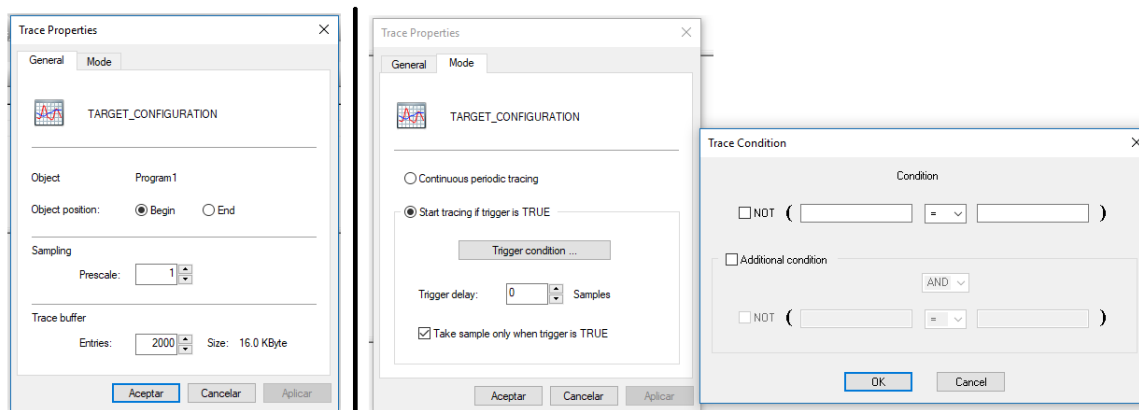 Trace Properties
General Mode
TARGET_CONFIGURATION
Object Program1
Object position: Begin End
Sampling
Prescale: 1
Trace buffer
Entries: 2000 Size: 16.0 KByte
Aceptar Cancelar Aplicar
Trace Properties
General Mode
TARGET_CONFIGURATION
Continuous periodic tracing
Start tracing if trigger is TRUE
Trigger condition ...
Trigger delay: 0 Samples
Take sample only when trigger is TRUE
Aceptar Cancelar Aplicar
Trace Condition
Condition
NOT ( = )
Additional condition
AND
NOT ( = )
OK Cancel